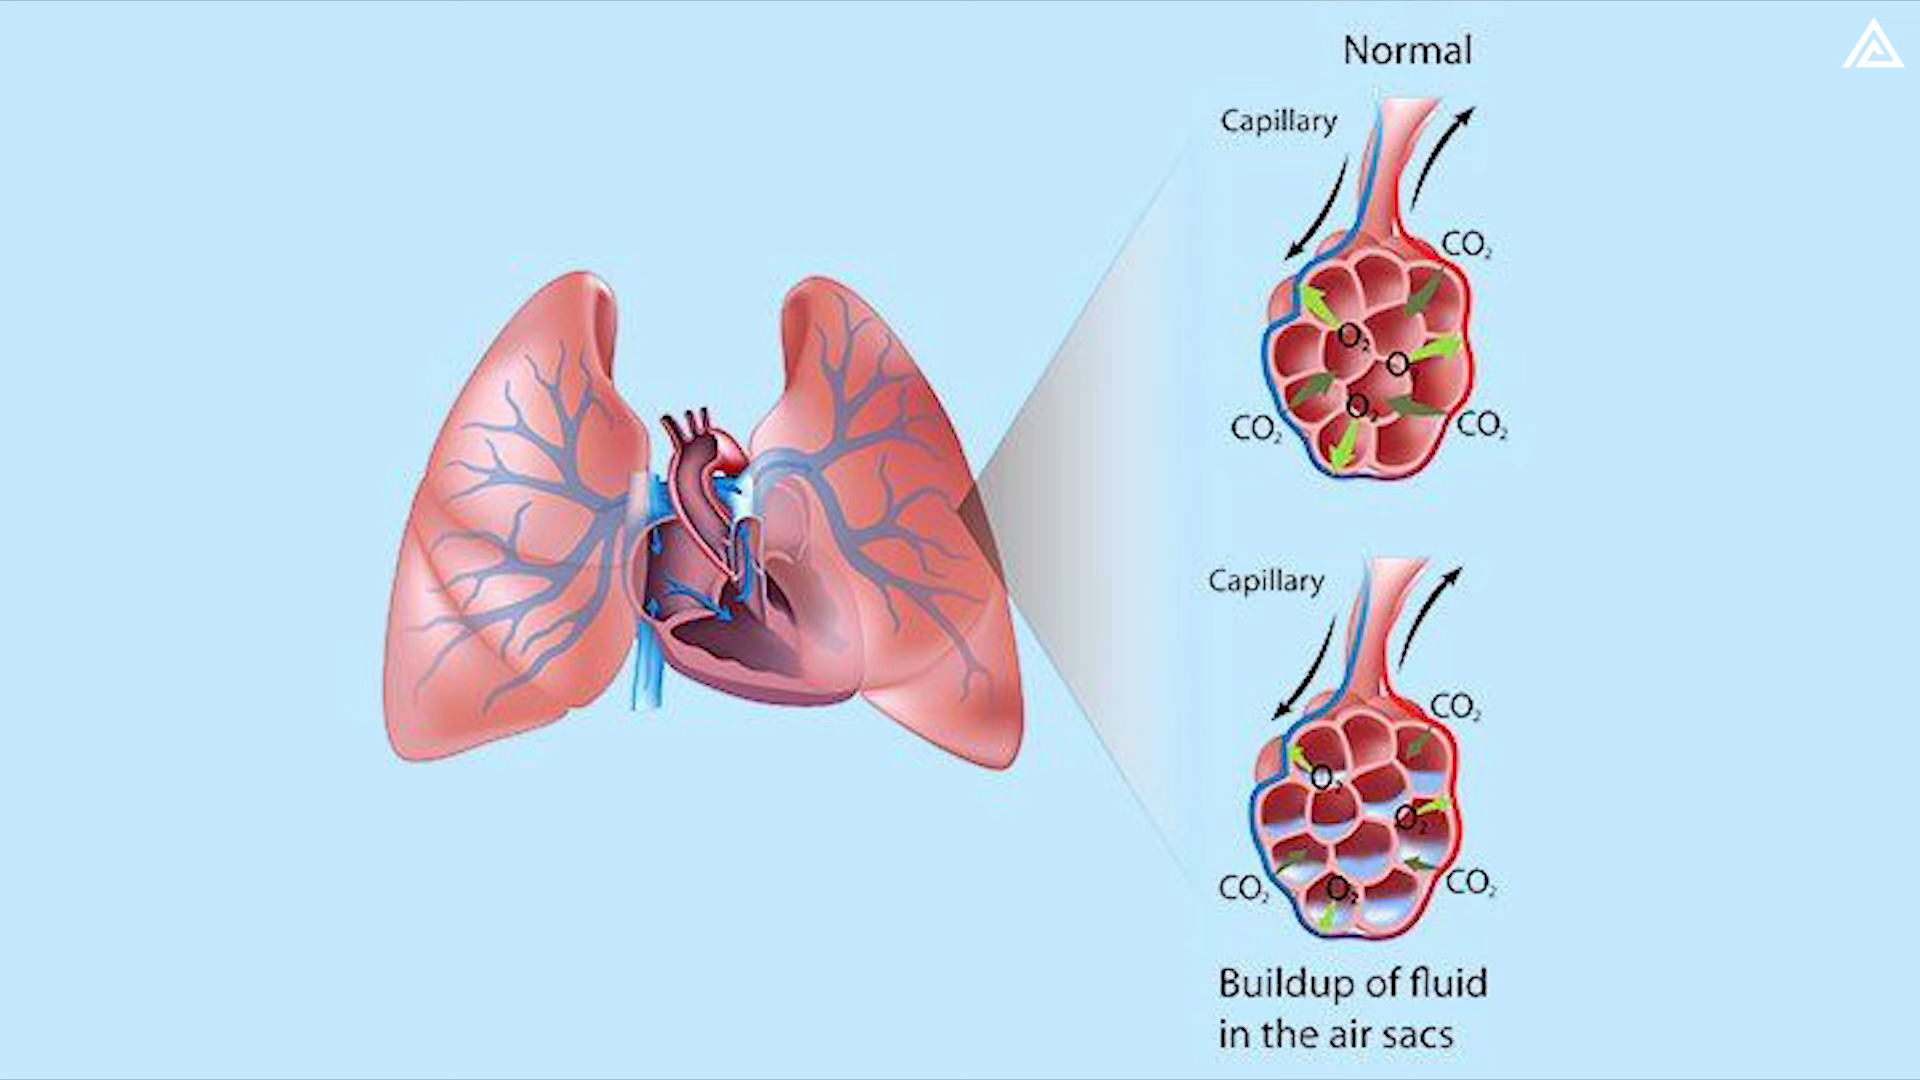 Normal
Capillary
CO₂
O₂
O
O₂
CO₂
CO₂
Capillary
CO₂
O₂
O₂
CO₂
O₂
CO₂
Buildup of fluid
in the air sacs